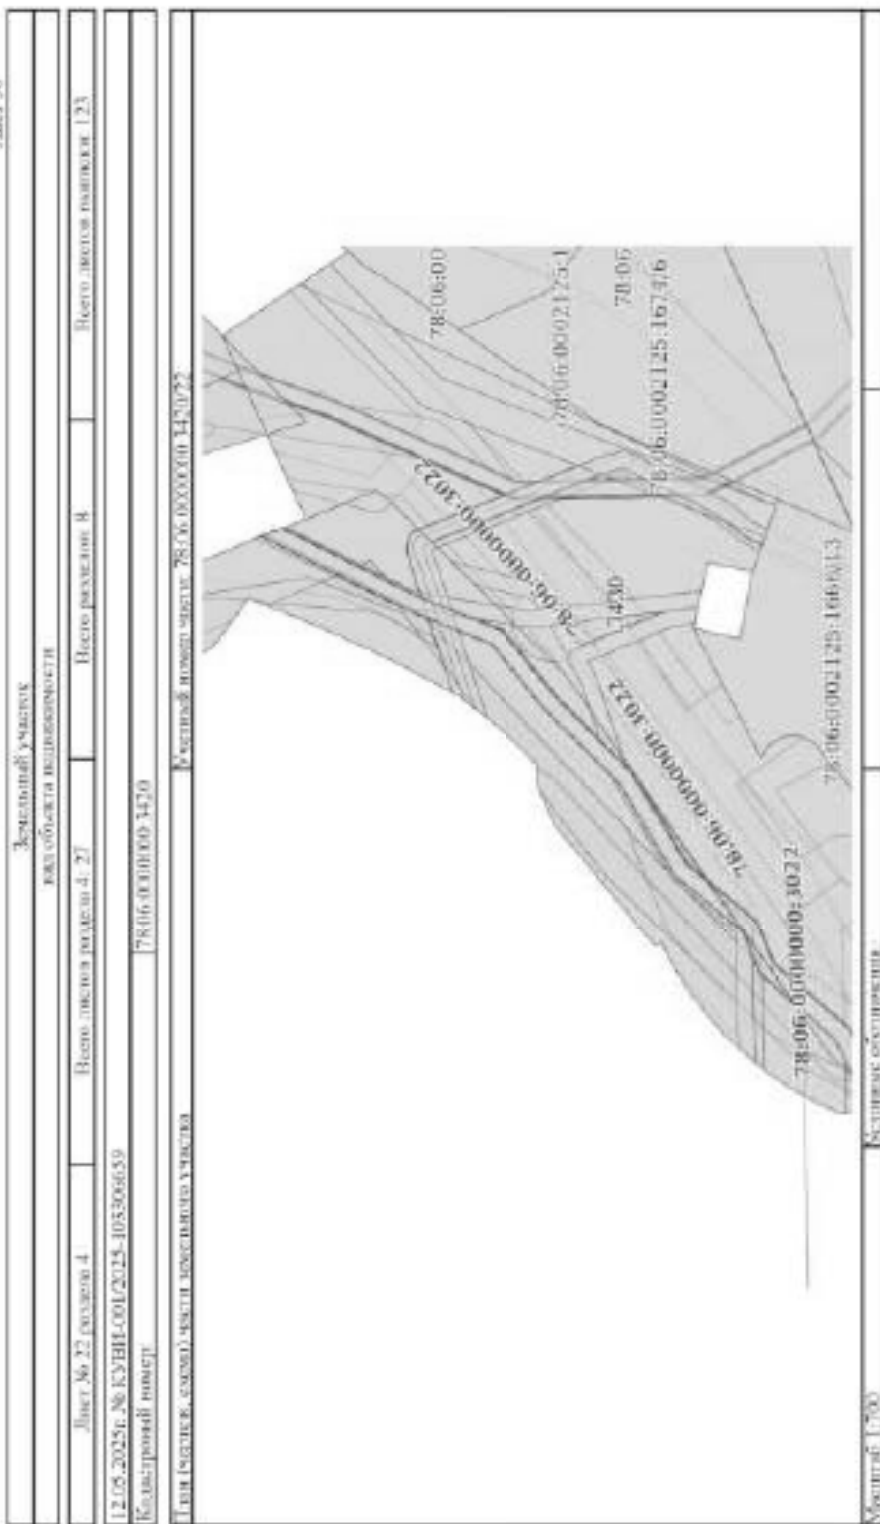 Земельный участок
вид объекта недвижимости
Лист № 22 раздела 4
Всего листов раздела 4: 27
Всего разделов: 8
Всего листов выписки: 123
12.05.2025г. № КУВИ-001/2025-103306659
Кадастровый номер:
78:06:0000000:3420
План (чертеж, схема) части земельного участка
Учетный номер части: 78:06:0000000:3420/22
78:06:00
78:06:0002125:1
78:06
78:06:0002125:1674/6
78:06:0000000:3022
7430
78:06:0000000:3022
78:06:0002125:1666/13
78:06:0000000:3022
Масштаб 1:700
Условные обозначения: